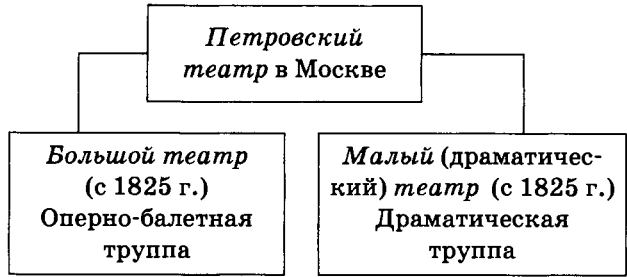 Петровский
театр в Москве
Большой театр
(с 1825 г.)
Оперно-балетная
труппа
Малый (драматичес-
кий) театр (с 1825 г.)
Драматическая
труппа